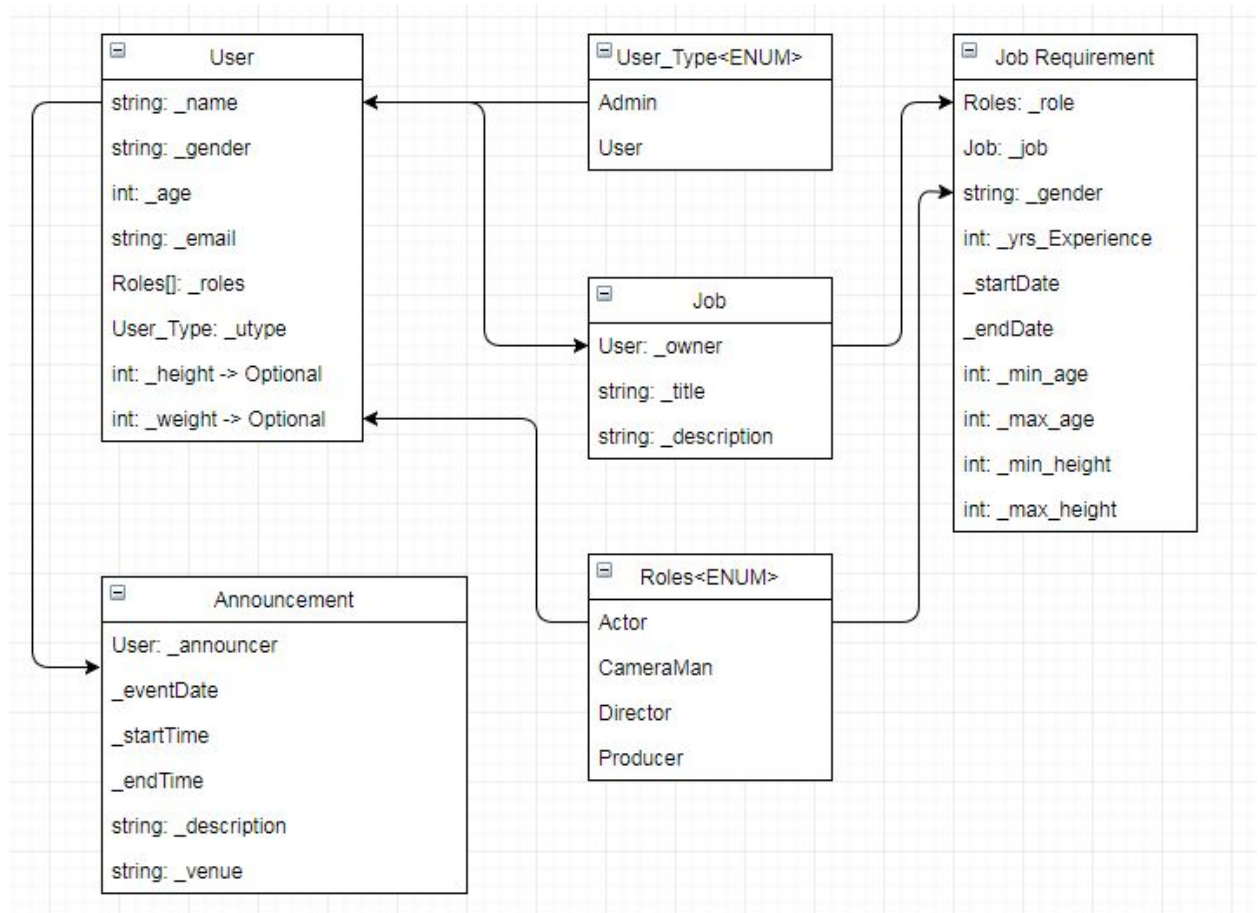 User
string: _name
string: _gender
int: _age
string: _email
Roles[]: _roles
User_Type: _utype
int: _height -> Optional
int: _weight -> Optional
User_Type<ENUM>
Admin
User
Job Requirement
Roles: _role
Job: _job
string: _gender
int: _yrs_Experience
_startDate
_endDate
int: _min_age
int: _max_age
int: _min_height
int: _max_height
Job
User: _owner
string: _title
string: _description
Announcement
User: _announcer
_eventDate
_startTime
_endTime
string: _description
string: _venue
Roles<ENUM>
Actor
CameraMan
Director
Producer